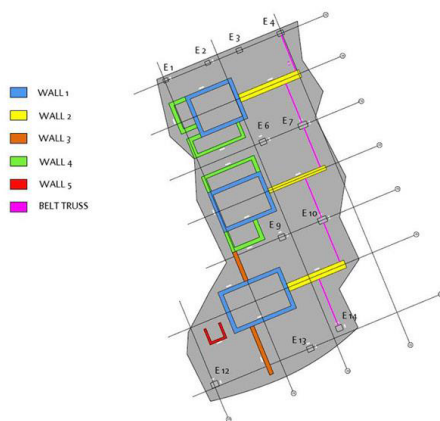 E 4
E 3
E 2
E 1
WALL 1
WALL 2
WALL 3
WALL 4
WALL 5
BELT TRUSS
E 7
E 6
E 10
E 9
E 14
E 13
E 12